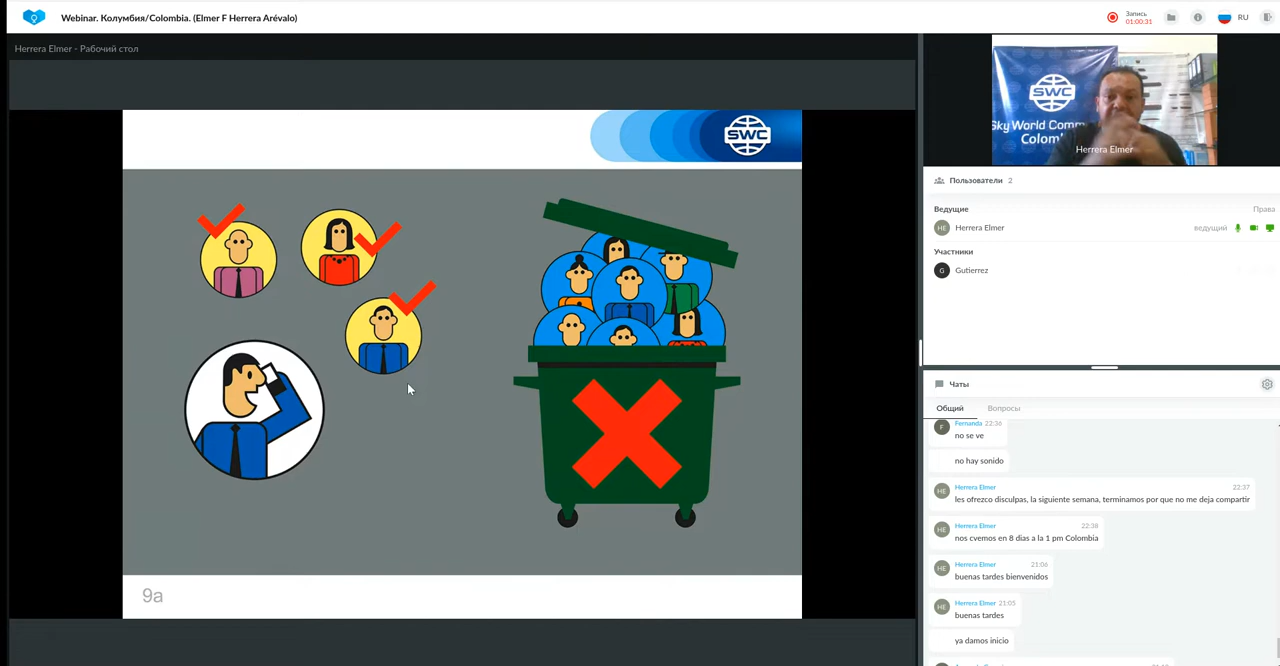 Webinar. Колумбия/Colombia. (Elmer F Herrera Arévalo)
Запись
01:00:31
RU
Herrera Elmer - Рабочий стол
SWC
SWC
Sky World Comm
Colom
Herrera Elmer
Пользователи 2
Ведущие
Права
HE
Herrera Elmer
ведущий
Участники
G
Gutierrez
Чаты
Общий
Вопросы
F
Fernanda 22:36
no se ve
no hay sonido
HE
Herrera Elmer
22:37
les ofrezco disculpas, la siguiente semana, terminamos por que no me deja compartir
HE
Herrera Elmer
22:38
nos cvemos en 8 dias a la 1 pm Colombia
HE
Herrera Elmer
21:06
buenas tardes bienvenidos
HE
Herrera Elmer 21:05
buenas tardes
ya damos inicio
9a